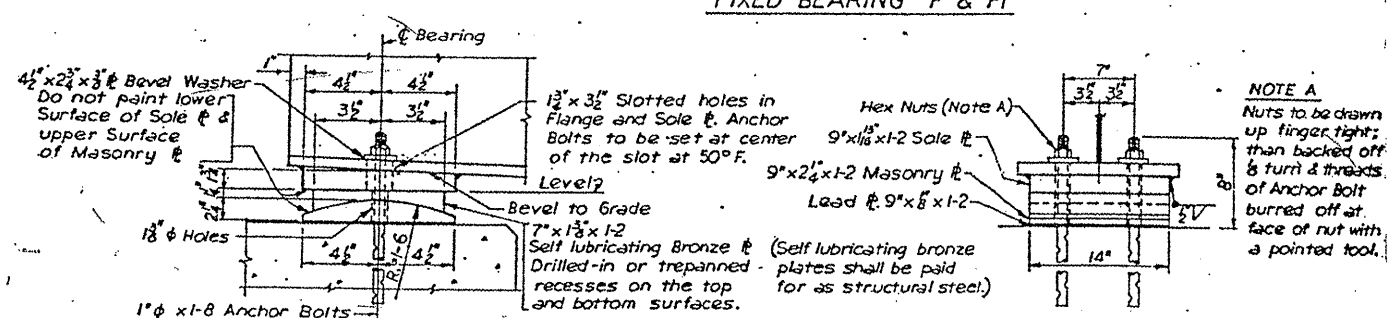 FIXED BEARING F & F1
℄ Bearing
1"
4½" x 2¾" x ⅜" ℞ Bevel Washer
Do not paint lower
Surface of Sole ℞ &
upper Surface
of Masonry ℞
4½" 4½"
3½" 3½"
1¾" x 3½" Slotted holes in
Flange and Sole ℞. Anchor
Bolts to be set at center
of the slot at 50°F.
Level
Bevel to Grade
1⅜" φ Holes
7" x 1⅜" x 1-2
Self lubricating Bronze ℞
Drilled-in or trepanned
recesses on the top
and bottom surfaces.
(Self lubricating bronze
plates shall be paid
for as structural steel.)
4½" 4½"
1" φ x 1-8 Anchor Bolts
7"
3½" 3½"
Hex Nuts (Note A)
Sole ℞
9" x 2¼" x 1-2 Masonry ℞
Lead ℞ 9" x ⅛" x 1-2
8"
14"
NOTE A
Nuts to be drawn
up finger tight;
than backed off
⅛ turn & threads
of Anchor Bolt
burred off at
face of nut with
a pointed tool.